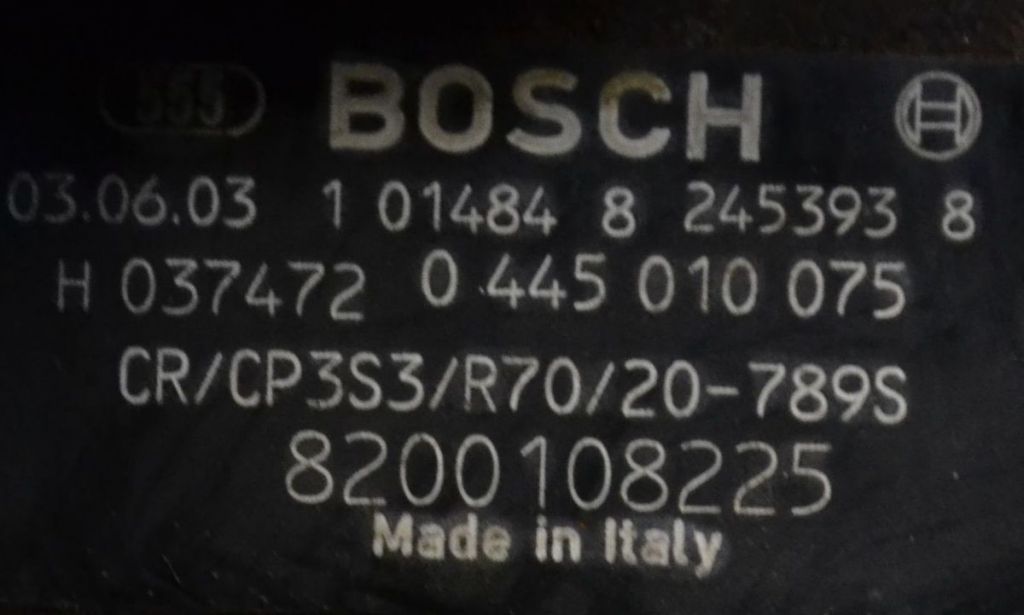 555 BOSCH
03.06.03 1 01484 8 245393 8
H 037472 0 445 010 075
CR/CP3S3/R70/20-789S
8200108225
Made in Italy